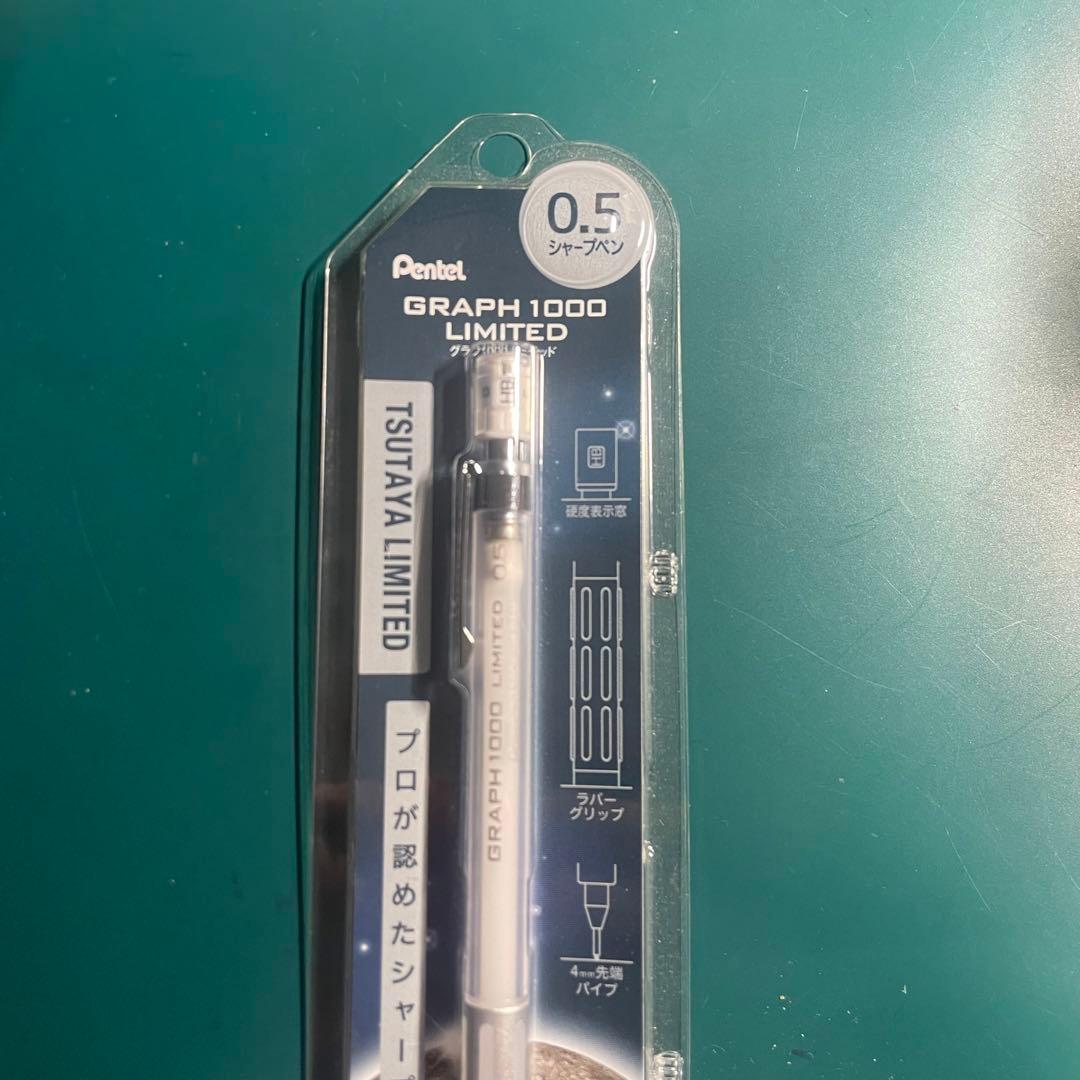 0.5
シャープペン
Pentel
GRAPH 1000
LIMITED
HB
硬度表示窓
TSUTAYA LIMITED
GRAPH 1000 LIMITED 0.5
ラバー
グリップ
プロが認めたシャープ
4mm先端
パイプ